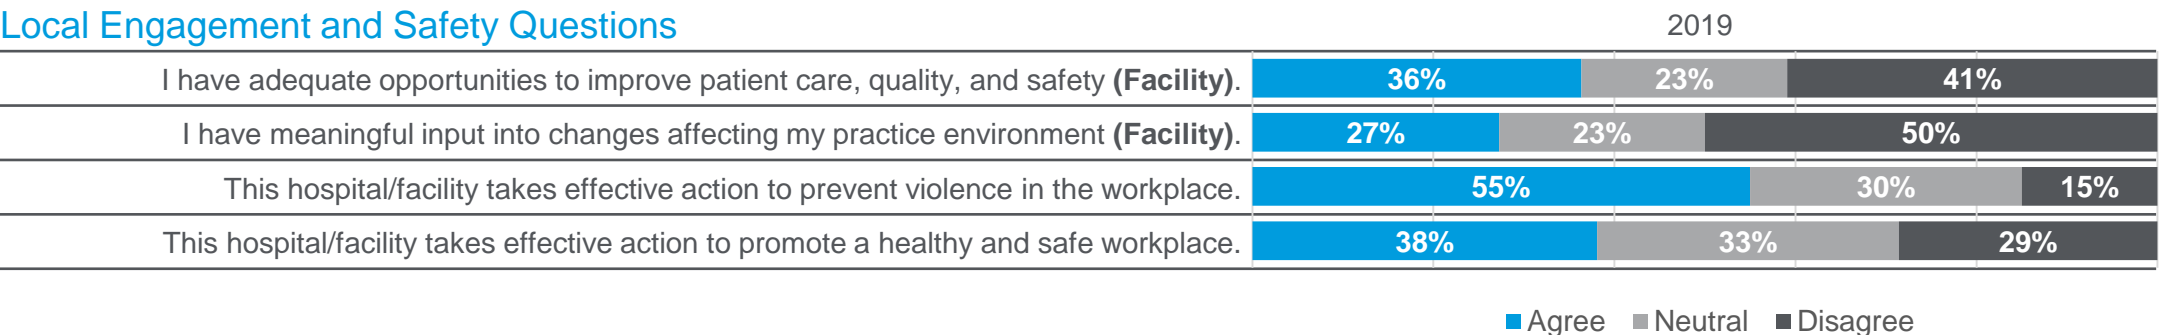 Local Engagement and Safety Questions 2019
I have adequate opportunities to improve patient care, quality, and safety (Facility). 36% 23% 41%
I have meaningful input into changes affecting my practice environment (Facility). 27% 23% 50%
This hospital/facility takes effective action to prevent violence in the workplace. 55% 30% 15%
This hospital/facility takes effective action to promote a healthy and safe workplace. 38% 33% 29%
Agree Neutral Disagree